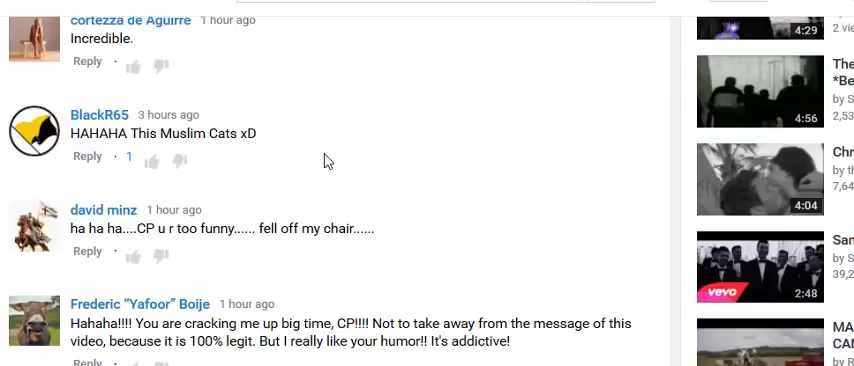 cortezza de Aguirre 1 hour ago
Incredible.
Reply ·
BlackR65 3 hours ago
HAHAHA This Muslim Cats xD
Reply · 1
david minz 1 hour ago
ha ha ha....CP u r too funny...... fell off my chair......
Reply ·
Frederic “Yafoor” Boije 1 hour ago
Hahaha!!!! You are cracking me up big time, CP!!!! Not to take away from the message of this
video, because it is 100% legit. But I really like your humor!! It's addictive!
Reply ·
4:29
2 vie
The
*Be
by S
2,53
4:56
Chr
by th
7,64
4:04
San
by S
39,2
vevo
2:48
MA
CAN
by R